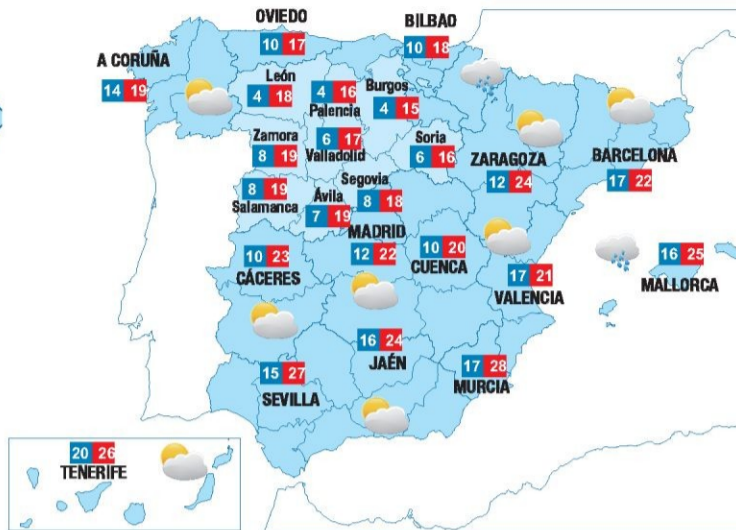 OVIEDO
10 17
BILBAO
10 18
A CORUÑA
14 19
León
4 18
4 16
Palencia
Burgos
4 15
Zamora
8 19
6 17
Valladolid
Soria
6 16
ZARAGOZA
12 24
BARCELONA
17 22
8 19
Salamanca
Ávila
7 19
Segovia
8 18
MADRID
12 22
10 23
CÁCERES
10 20
CUENCA
17 21
VALENCIA
16 25
MALLORCA
16 24
JAÉN
15 27
SEVILLA
17 28
MURCIA
20 26
TENERIFE